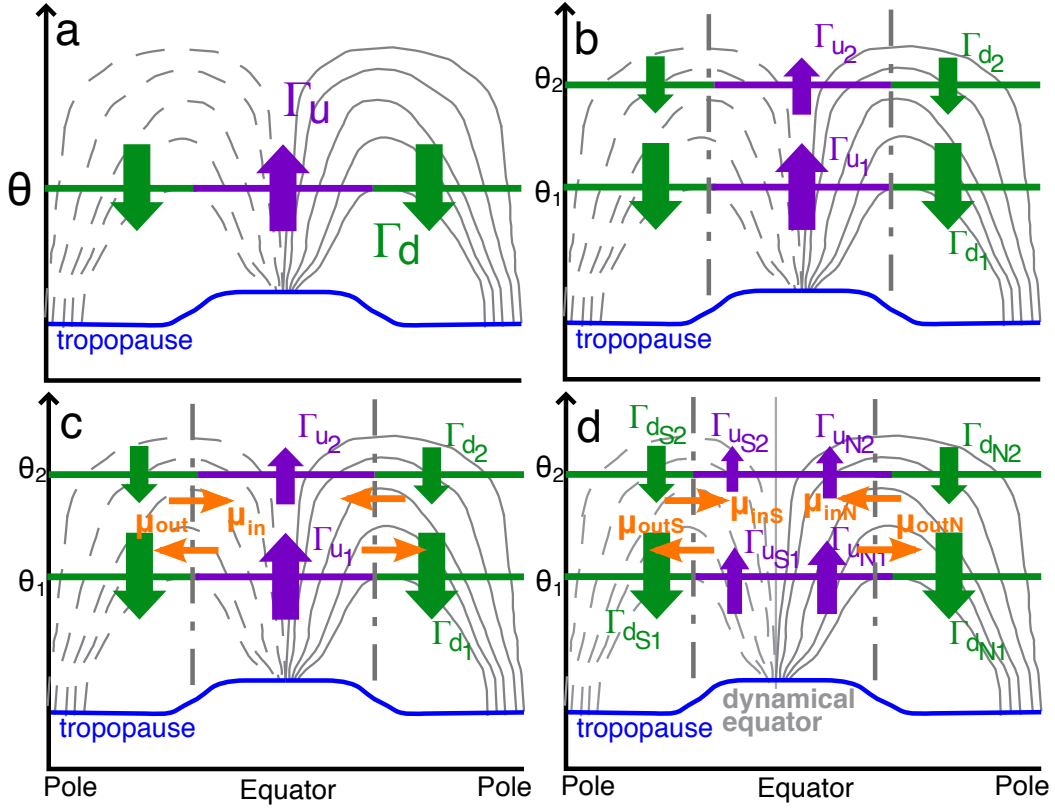 a
Γu
θ
Γd
tropopause
b
Γu2
Γd2
θ2
Γu1
θ1
Γd1
c
Γu2
Γd2
θ2
μout
μin
Γu1
θ1
Γd1
tropopause
Pole
Equator
Pole
d
ΓdS2
ΓuS2
ΓuN2
ΓdN2
θ2
μinS
μinN
μoutS
μoutN
ΓuS1
ΓuN1
θ1
ΓdS1
ΓdN1
dynamical
equator
tropopause
Equator
Pole